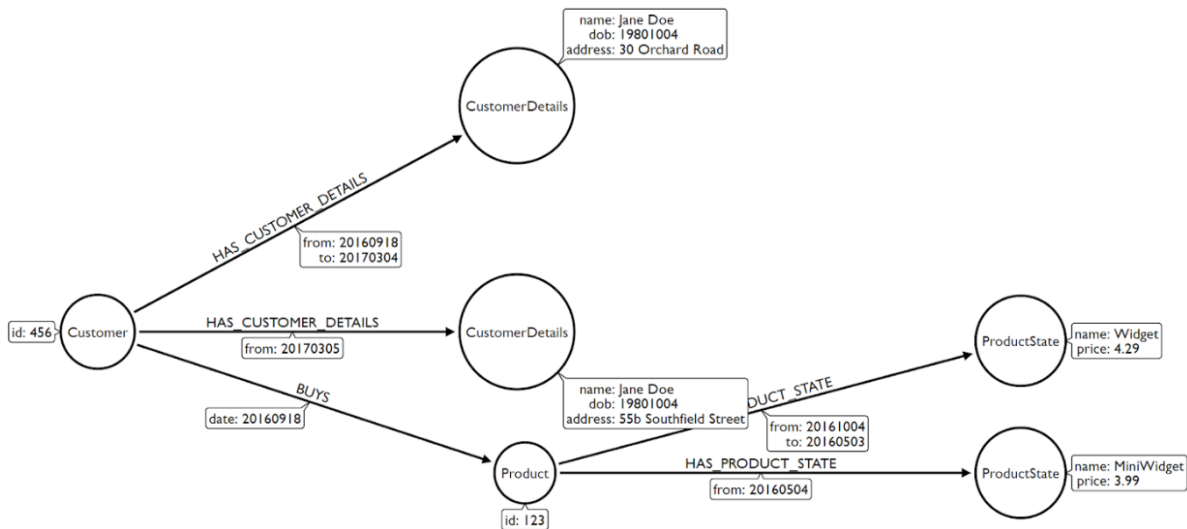 name: Jane Doe
dob: 19801004
address: 30 Orchard Road
CustomerDetails
HAS_CUSTOMER_DETAILS
from: 20160918
to: 20170304
id: 456
Customer
HAS_CUSTOMER_DETAILS
from: 20170305
CustomerDetails
name: Jane Doe
dob: 19801004
address: 55b Southfield Street
BUYS
date: 20160918
Product
id: 123
DUCT_STATE
from: 20161004
to: 20160503
ProductState
name: Widget
price: 4.29
HAS_PRODUCT_STATE
from: 20160504
ProductState
name: MiniWidget
price: 3.99